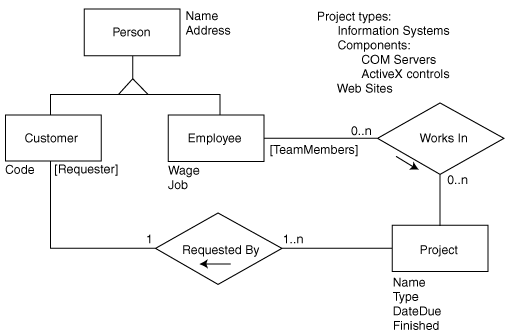 Person
Name
Address
Project types:
Information Systems
Components:
COM Servers
ActiveX controls
Web Sites
Customer
Code
[Requester]
Employee
Wage
Job
0..n
[TeamMembers]
Works In
0..n
1
Requested By
1..n
Project
Name
Type
DateDue
Finished